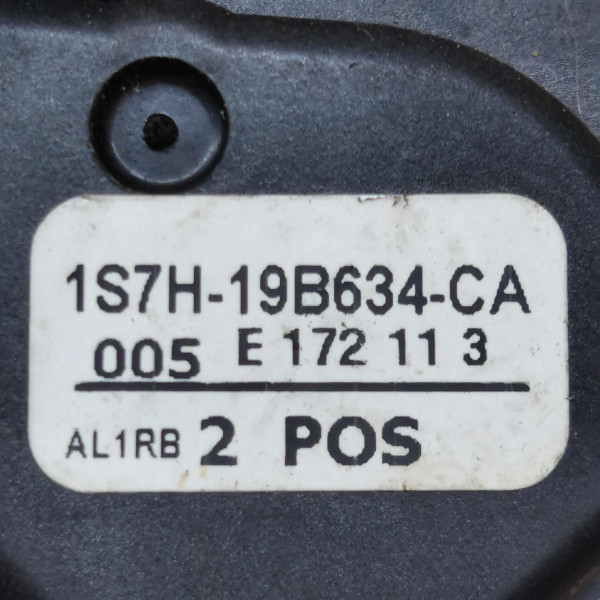 1S7H-19B634-CA
005 E 172 11 3
AL1RB 2 POS